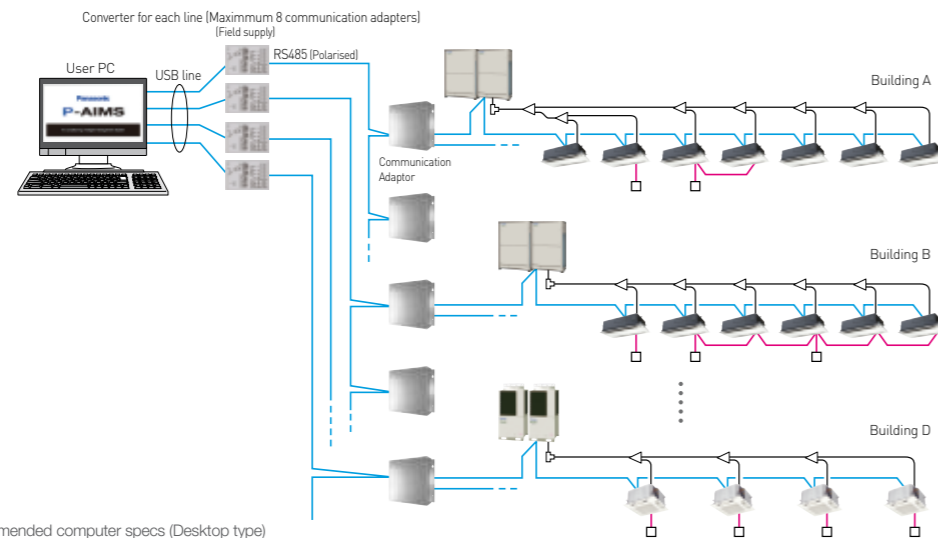 Converter for each line (Maximmum 8 communication adapters)
(Field supply)
RS485 (Polarised)
User PC
USB line
Panasonic
P-AIMS
Building A
Communication
Adaptor
Building B
Building D
mended computer specs (Desktop type)